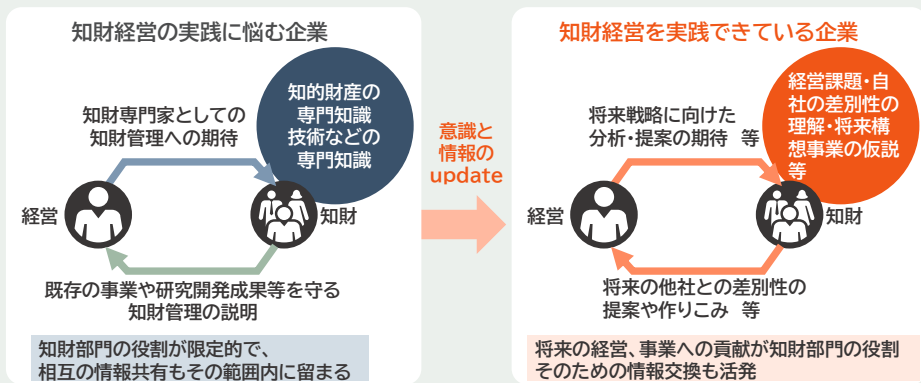 知財経営の実践に悩む企業
知的財産の
専門知識
技術などの
専門知識
知財専門家としての
知財管理への期待
経営
知財
既存の事業や研究開発成果等を守る
知財管理の説明
知財部門の役割が限定的で、
相互の情報共有もその範囲内に留まる
意識と
情報の
update
知財経営を実践できている企業
経営課題・自
社の差別性の
理解・将来構
想事業の仮説
等
将来戦略に向けた
分析・提案の期待 等
経営
知財
将来の他社との差別性の
提案や作りこみ 等
将来の経営、事業への貢献が知財部門の役割
そのための情報交換も活発